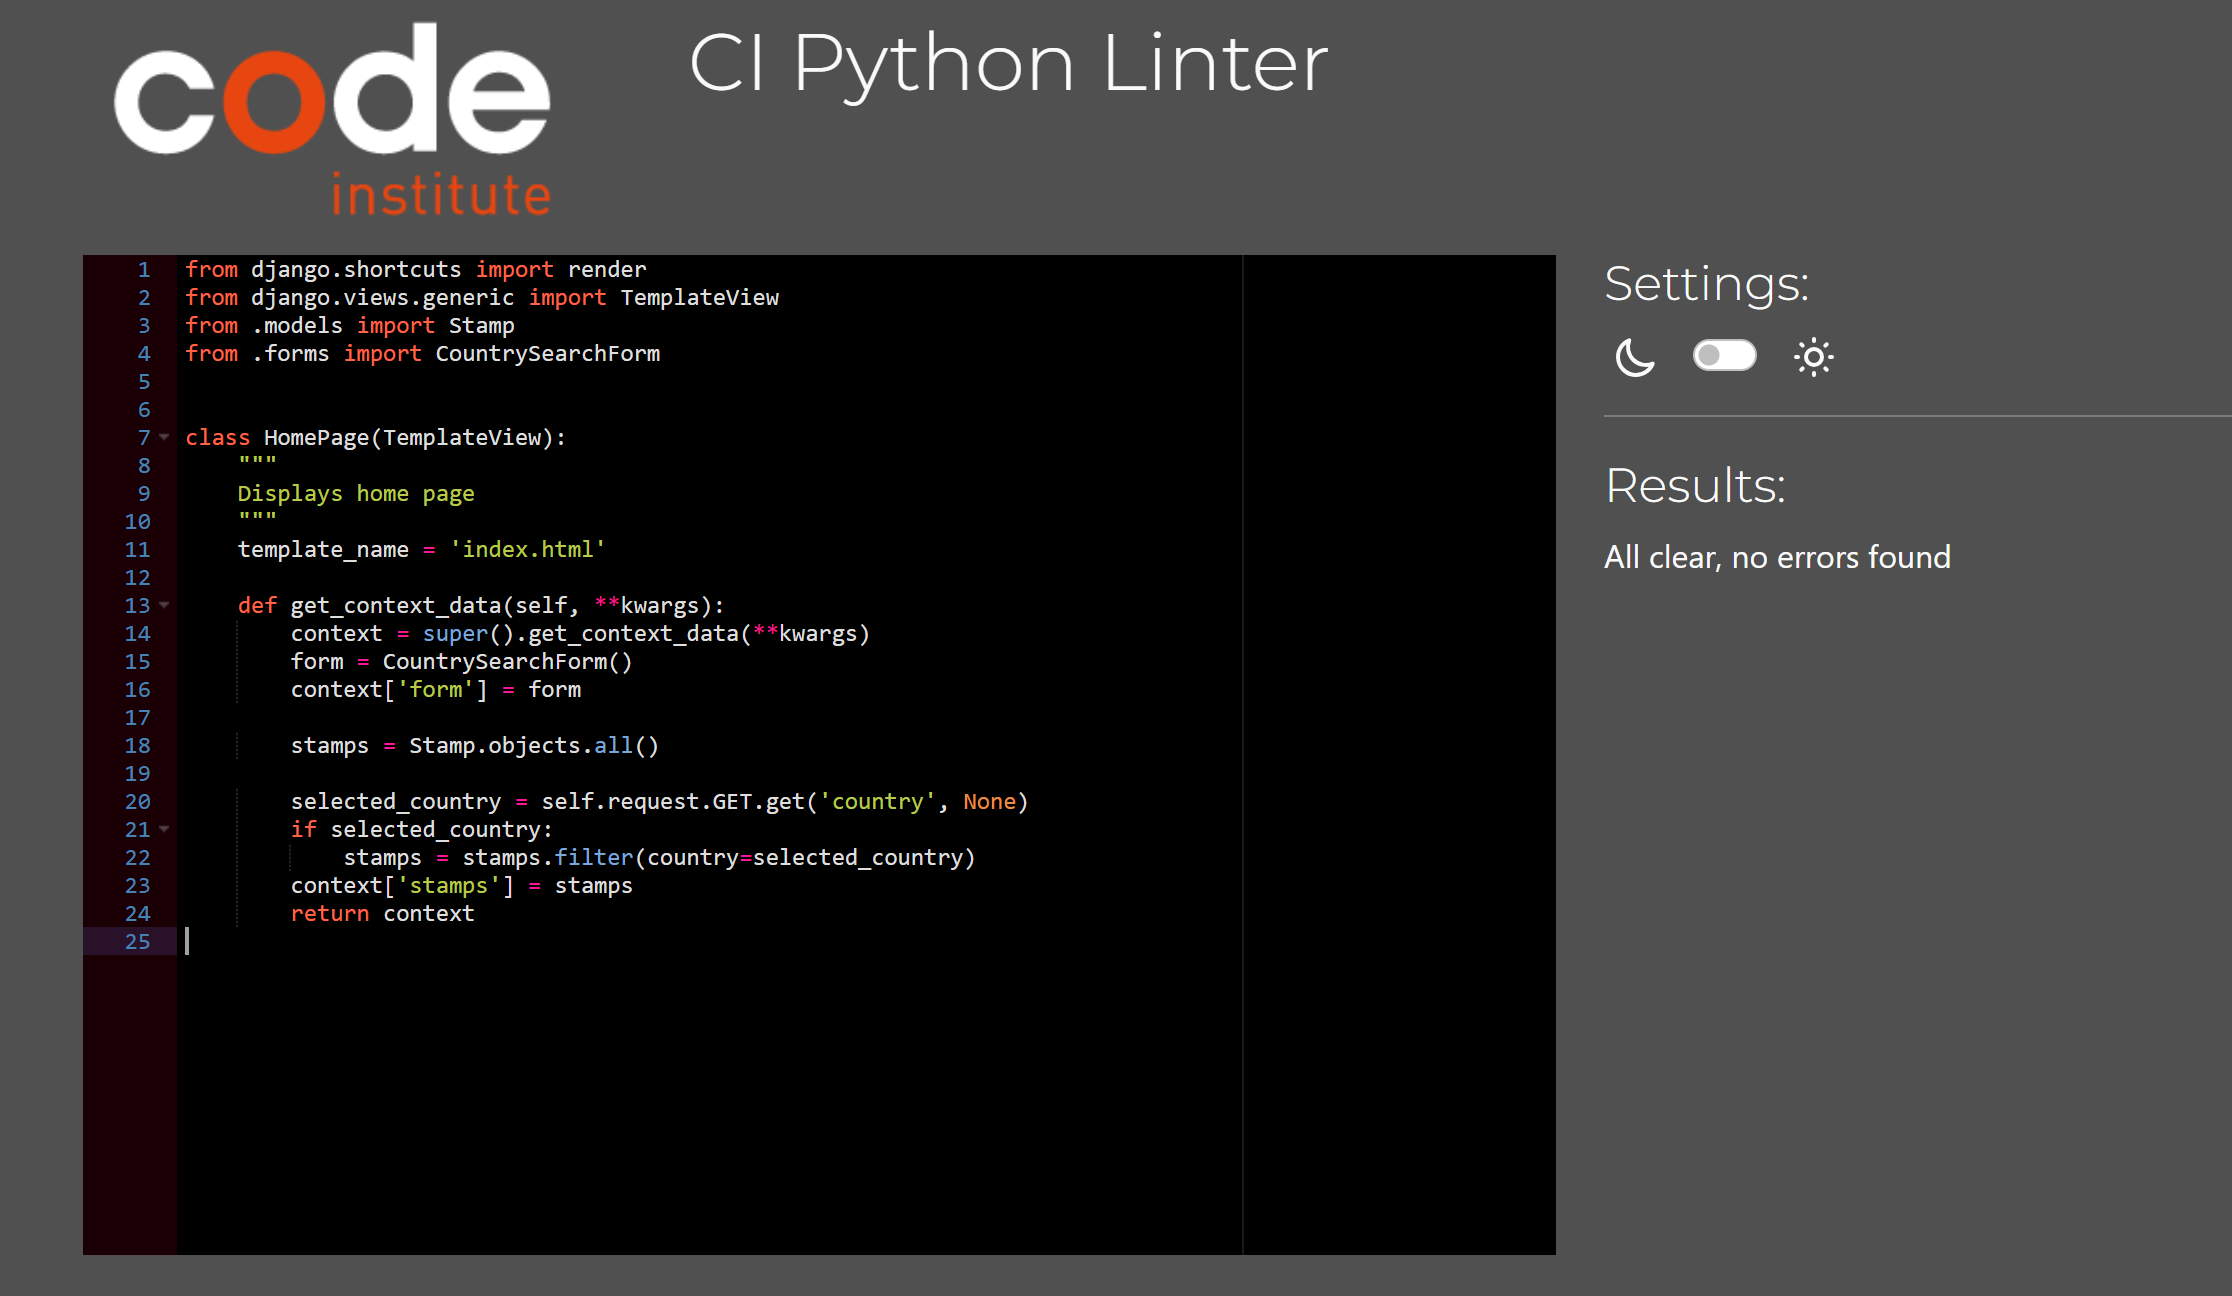 code
institute
CI Python Linter
1 from django.shortcuts import render
2 from django.views.generic import TemplateView
3 from .models import Stamp
4 from .forms import CountrySearchForm
5
6
7 class HomePage(TemplateView):
8     """
9     Displays home page
10     """
11     template_name = 'index.html'
12
13     def get_context_data(self, **kwargs):
14         context = super().get_context_data(**kwargs)
15         form = CountrySearchForm()
16         context['form'] = form
17
18         stamps = Stamp.objects.all()
19
20         selected_country = self.request.GET.get('country', None)
21         if selected_country:
22             stamps = stamps.filter(country=selected_country)
23         context['stamps'] = stamps
24         return context
25
Settings:
Results:
All clear, no errors found